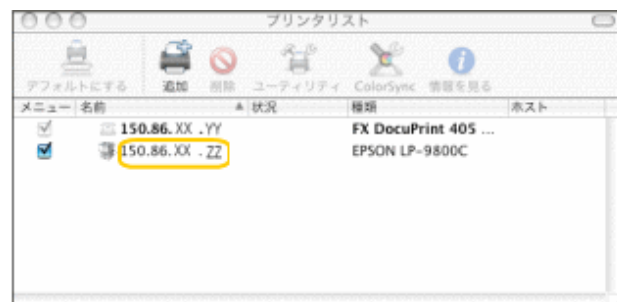 プリンタリスト
デフォルトにする 追加 削除 ユーティリティ ColorSync 情報を見る
メニュー 名前 状況 種類 ホスト
150.86.XX .YY FX DocuPrint 405 ...
150.86.XX . ZZ EPSON LP-9800C